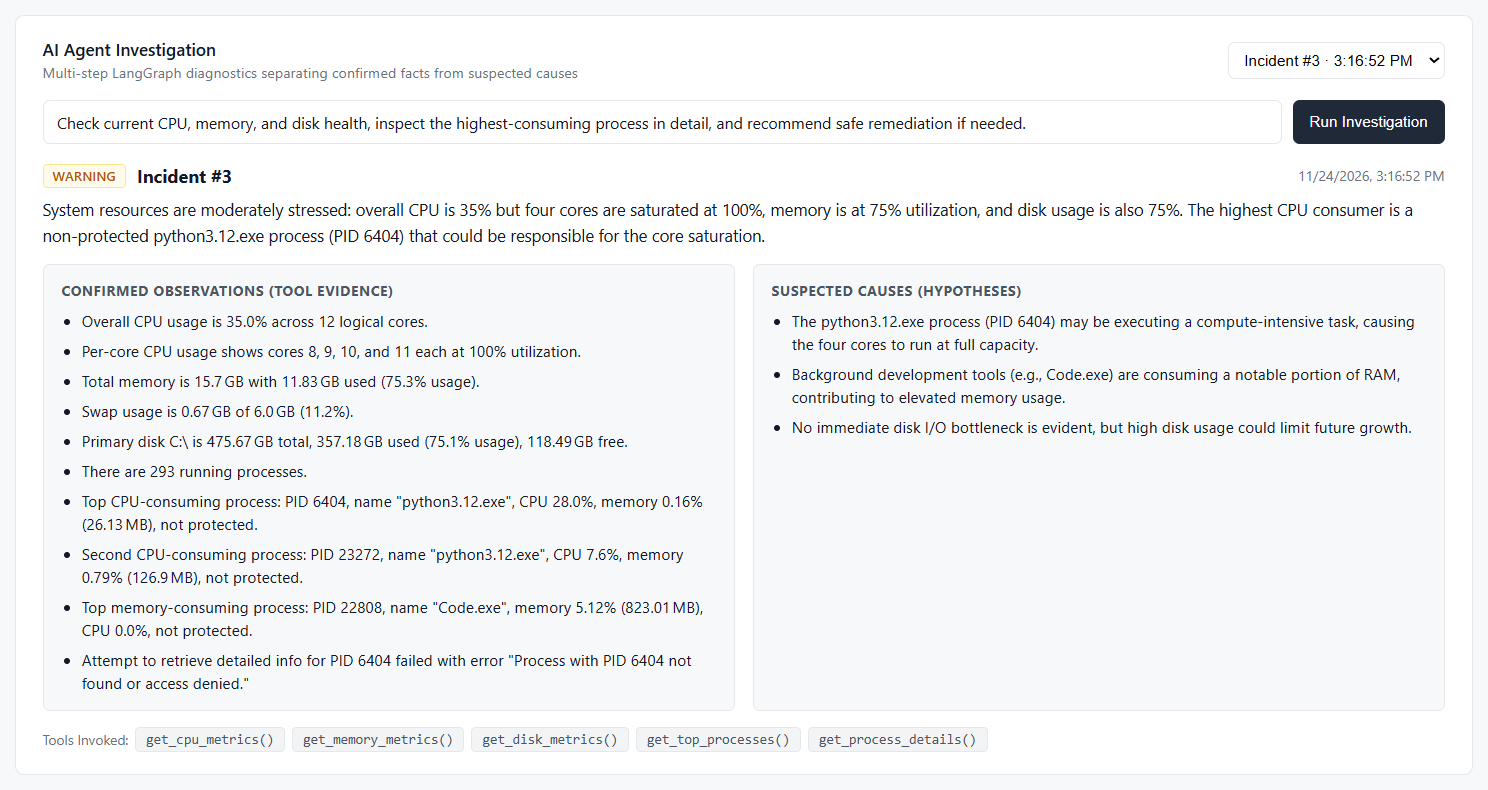 AI Agent Investigation
Multi-step LangGraph diagnostics separating confirmed facts from suspected causes
Incident #3 · 3:16:52 PM
Check current CPU, memory, and disk health, inspect the highest-consuming process in detail, and recommend safe remediation if needed.
Run Investigation
WARNING
Incident #3
11/24/2026, 3:16:52 PM
System resources are moderately stressed: overall CPU is 35% but four cores are saturated at 100%, memory is at 75% utilization, and disk usage is also 75%. The highest CPU consumer is a
non-protected python3.12.exe process (PID 6404) that could be responsible for the core saturation.
CONFIRMED OBSERVATIONS (TOOL EVIDENCE)
• Overall CPU usage is 35.0% across 12 logical cores.
• Per-core CPU usage shows cores 8, 9, 10, and 11 each at 100% utilization.
• Total memory is 15.7 GB with 11.83 GB used (75.3% usage).
• Swap usage is 0.67 GB of 6.0 GB (11.2%).
• Primary disk C:\ is 475.67 GB total, 357.18 GB used (75.1% usage), 118.49 GB free.
• There are 293 running processes.
• Top CPU-consuming process: PID 6404, name "python3.12.exe", CPU 28.0%, memory 0.16%
(26.13 MB), not protected.
• Second CPU-consuming process: PID 23272, name "python3.12.exe", CPU 7.6%, memory
0.79% (126.9 MB), not protected.
• Top memory-consuming process: PID 22808, name "Code.exe", memory 5.12% (823.01 MB),
CPU 0.0%, not protected.
• Attempt to retrieve detailed info for PID 6404 failed with error "Process with PID 6404 not
found or access denied."
SUSPECTED CAUSES (HYPOTHESES)
• The python3.12.exe process (PID 6404) may be executing a compute-intensive task, causing
the four cores to run at full capacity.
• Background development tools (e.g., Code.exe) are consuming a notable portion of RAM,
contributing to elevated memory usage.
• No immediate disk I/O bottleneck is evident, but high disk usage could limit future growth.
Tools Invoked: get_cpu_metrics() get_memory_metrics() get_disk_metrics() get_top_processes() get_process_details()